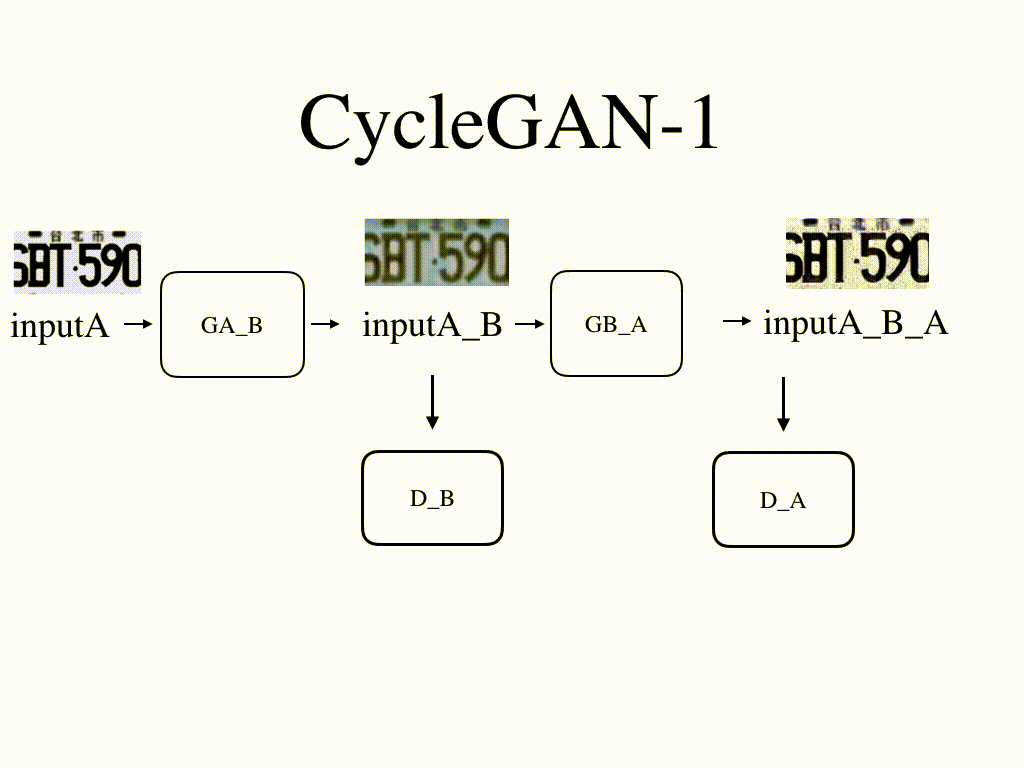 CycleGAN-1
台北市
SBT·590
inputA
GA_B
台北市
SBT·590
inputA_B
GB_A
台北市
SBT·590
inputA_B_A
D_B
D_A